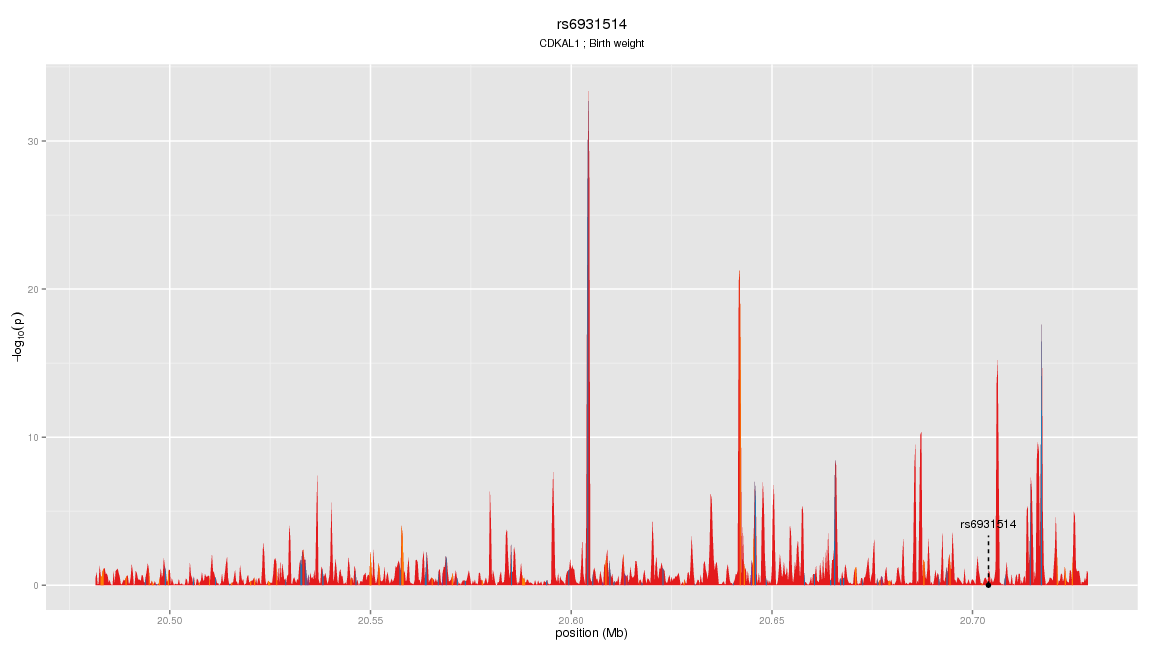 rs6931514
CDKAL1 ; Birth weight
−log10(p)
30
20
10
0
rs6931514
20.50
20.55
20.60
20.65
20.70
position (Mb)